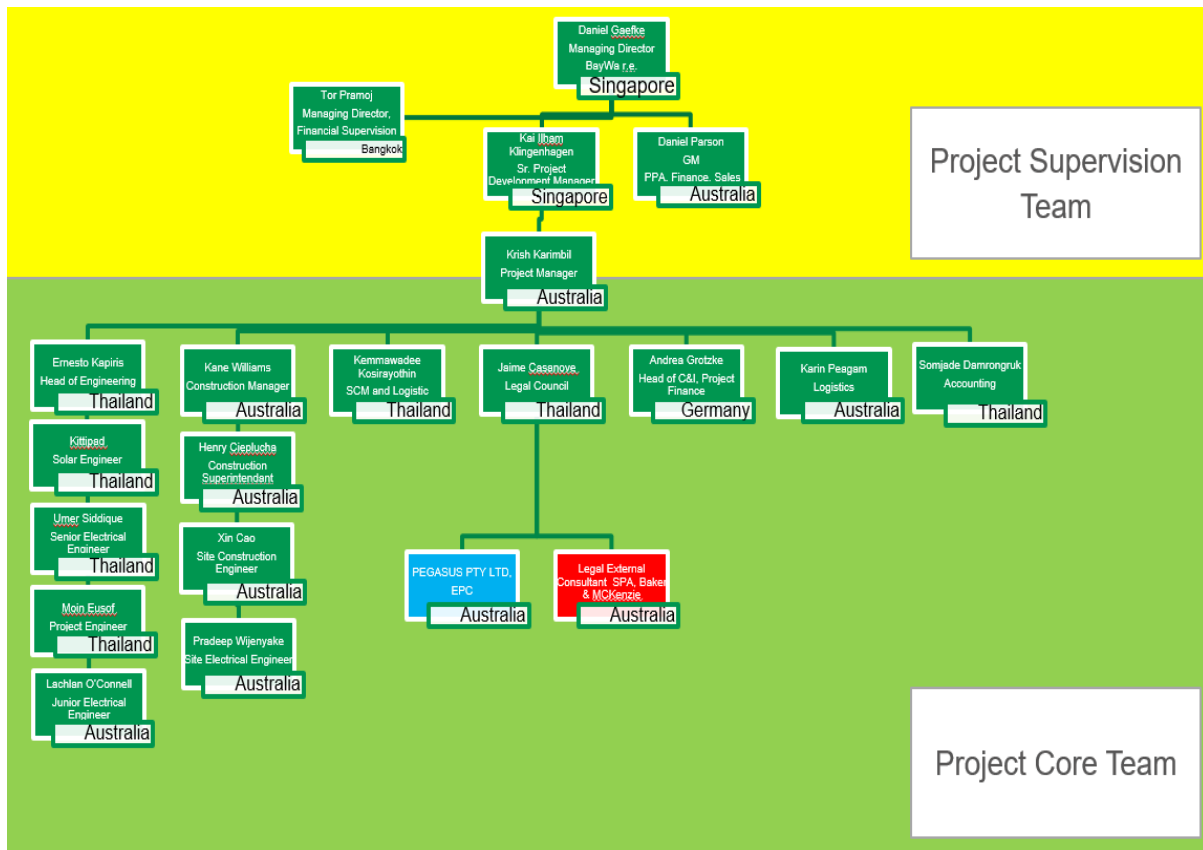 Daniel Gaefke
Managing Director
BayWa r.e.
Singapore
Tor Pramoj
Managing Director,
Financial Supervision
Bangkok
Kai Ilham
Klingenhagen
Sr. Project
Development Manager
Singapore
Daniel Parson
GM
PPA. Finance. Sales
Australia
Project Supervision
Team
Krish Karimbil
Project Manager
Australia
Ernesto Kapiris
Head of Engineering
Thailand
Kane Williams
Construction Manager
Australia
Kemmawadee
Kosirayothin
SCM and Logistic
Thailand
Jaime Casanove
Legal Council
Thailand
Andrea Grotzke
Head of C&I, Project
Finance
Germany
Karin Peagam
Logistics
Australia
Somjade Damrongruk
Accounting
Thailand
Kittipad
Solar Engineer
Thailand
Henry Cieplucha
Construction
Superintendant
Australia
Umer Siddique
Senior Electrical
Engineer
Thailand
Xin Cao
Site Construction
Engineer
Australia
PEGASUS PTY LTD,
EPC
Australia
Legal External
Consultant SPA, Baker
& MCKenzie
Australia
Moin Eusof
Project Engineer
Thailand
Pradeep Wijenyake
Site Electrical Engineer
Australia
Lachlan O'Connell
Junior Electrical
Engineer
Australia
Project Core Team